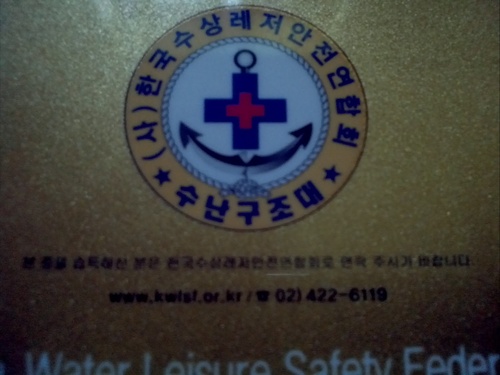 (사)한국수상레저안전연합회
★ 수난구조대 ★
본 증을 습득하신 분은 한국수상레저안전연합회로 연락 주시기 바랍니다.
www.kwlsf.or.kr / ☎ 02) 422-6119
Water Leisure Safety Feder